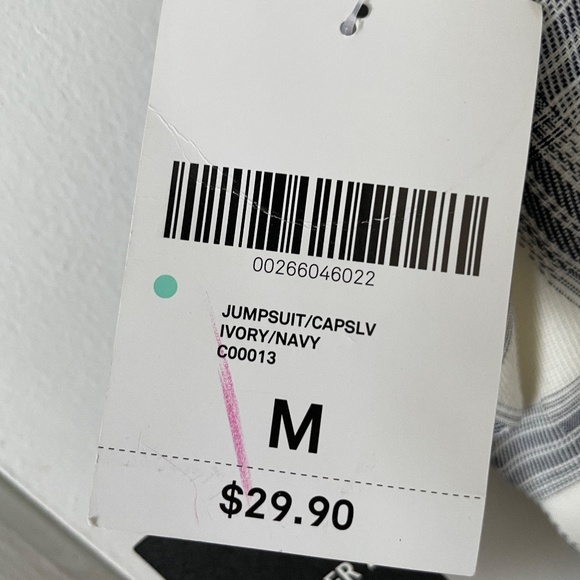 00266046022
JUMPSUIT/CAPSLV
IVORY/NAVY
C00013
M
$29.90